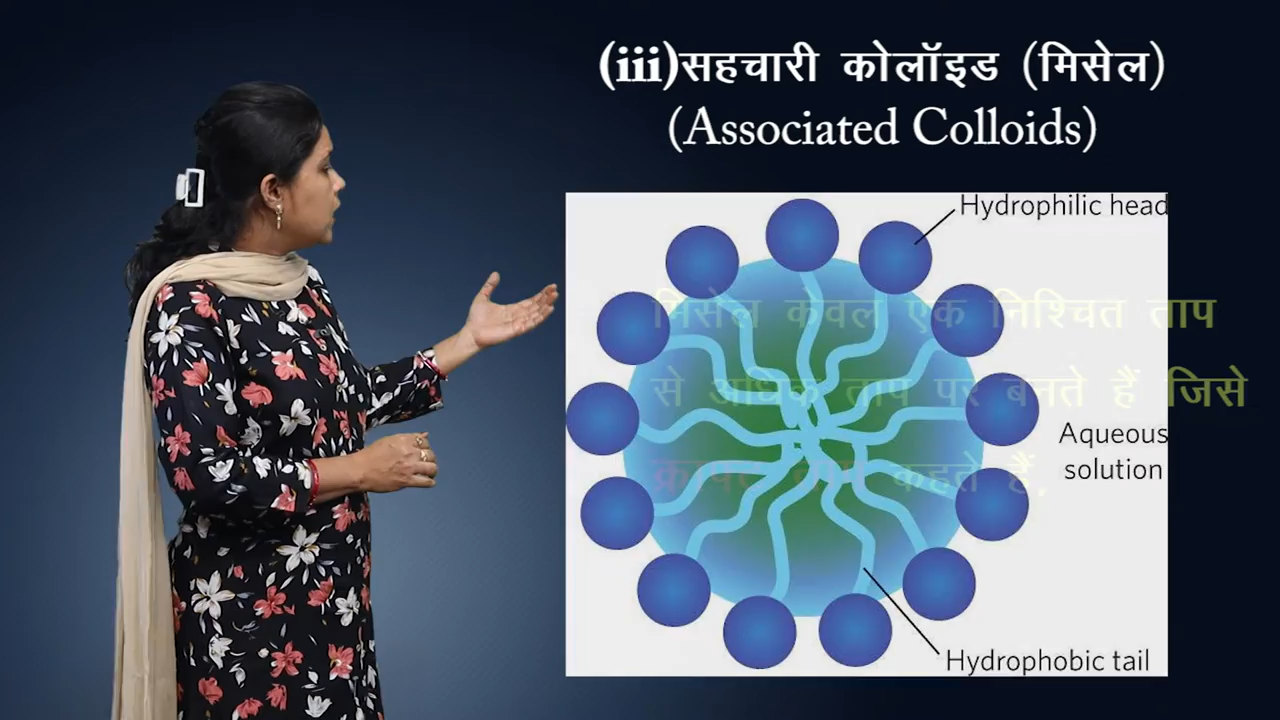 (iii)सहचारी कोलॉइड (मिसेल)
(Associated Colloids)
Hydrophilic head
मिसेल केवल एक निश्चित ताप
से अधिक ताप पर बनते हैं जिसे
Aqueous
solution
क्राफ्ट ताप कहते हैं,
Hydrophobic tail